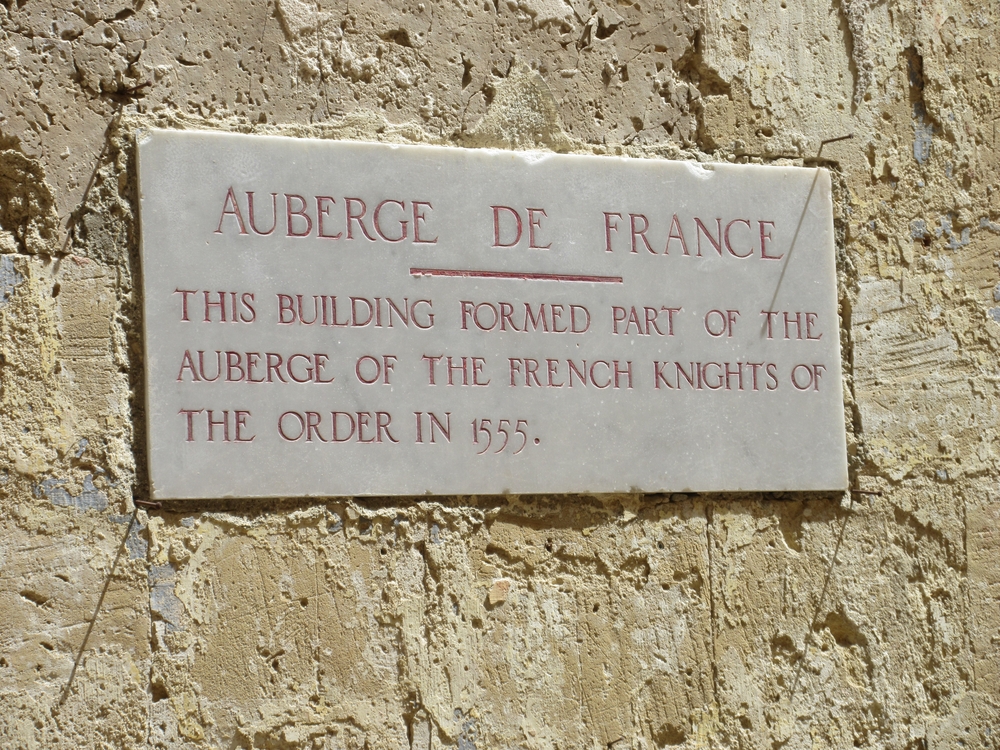 AUBERGE DE FRANCE
THIS BUILDING FORMED PART OF THE
AUBERGE OF THE FRENCH KNIGHTS OF
THE ORDER IN 1555.